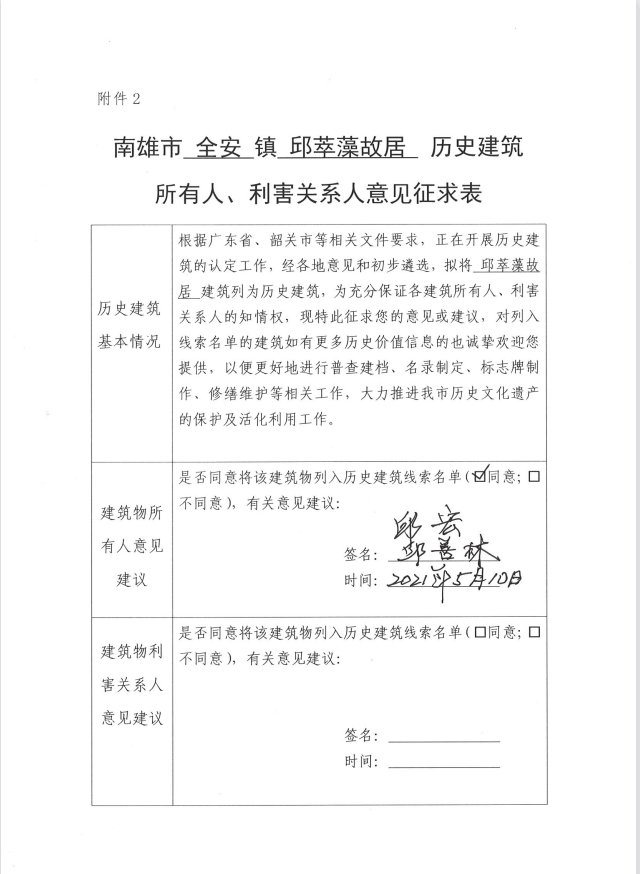 附件 2
南雄市 全安 镇 邱萃藻故居 历史建筑
所有人、利害关系人意见征求表
历史建筑
基本情况
根据广东省、韶关市等相关文件要求，正在开展历史建
筑的认定工作，经各地意见和初步遴选，拟将 邱萃藻故
居 建筑列为历史建筑，为充分保证各建筑所有人、利害
关系人的知情权，现特此征求您的意见或建议，对列入
线索名单的建筑如有更多历史价值信息的也诚挚欢迎您
提供，以便更好地进行普查建档、名录制定、标志牌制
作、修缮维护等相关工作，大力推进我市历史文化遗产
的保护及活化利用工作。
建筑物所
有人意见
建议
是否同意将该建筑物列入历史建筑线索名单(☑同意；□
不同意)，有关意见建议：
邱宏
签名：邱善林
时间：2021年5月10日
建筑物利
害关系人
意见建议
是否同意将该建筑物列入历史建筑线索名单(□同意；□
不同意)，有关意见建议：
签名：
时间：